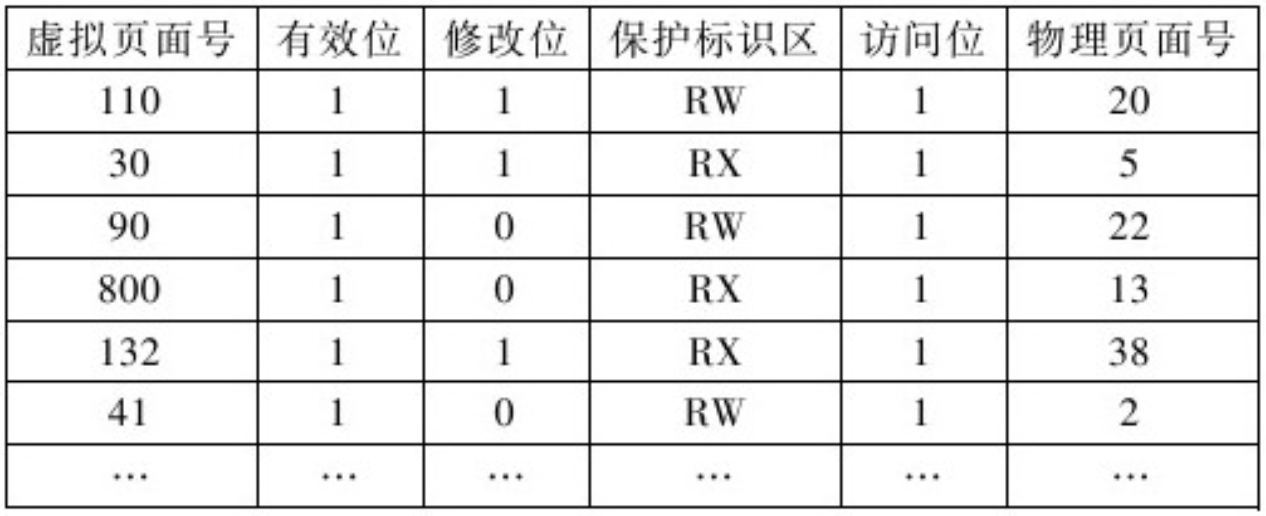 虚拟页面号 有效位 修改位 保护标识区 访问位 物理页面号
110 1 1 RW 1 20
30 1 1 RX 1 5
90 1 0 RW 1 22
800 1 0 RX 1 13
132 1 1 RX 1 38
41 1 0 RW 1 2
… … … … … …